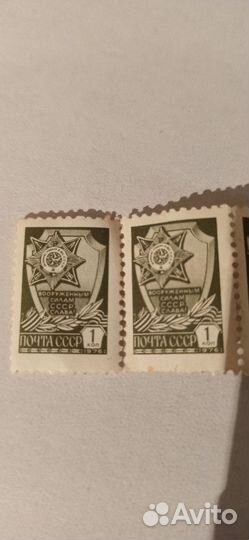 ВООРУЖЕННЫМ
СИЛАМ
СССР
СЛАВА!
1
КОП
ПОЧТА СССР
1976
ВООРУЖЕННЫМ
СИЛАМ
СССР
СЛАВА!
1
КОП
ПОЧТА СССР
1976
Avito